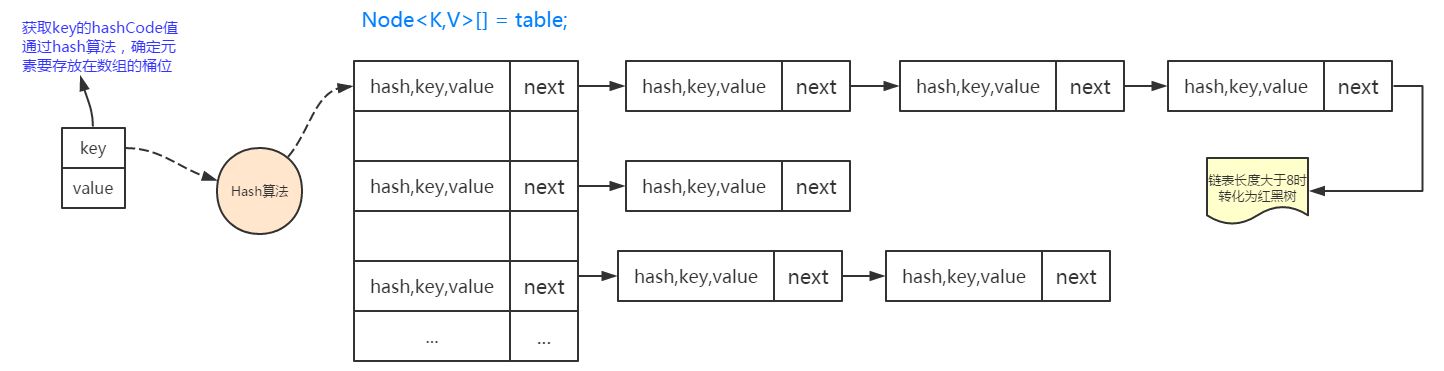 Node<K,V>[] = table;
获取key的hashCode值
通过hash算法，确定元
素要存放在数组的桶位
key
value
Hash算法
hash,key,value next hash,key,value next hash,key,value next hash,key,value next
hash,key,value next hash,key,value next
链表长度大于8时
转化为红黑树
hash,key,value next hash,key,value next hash,key,value next
... ...